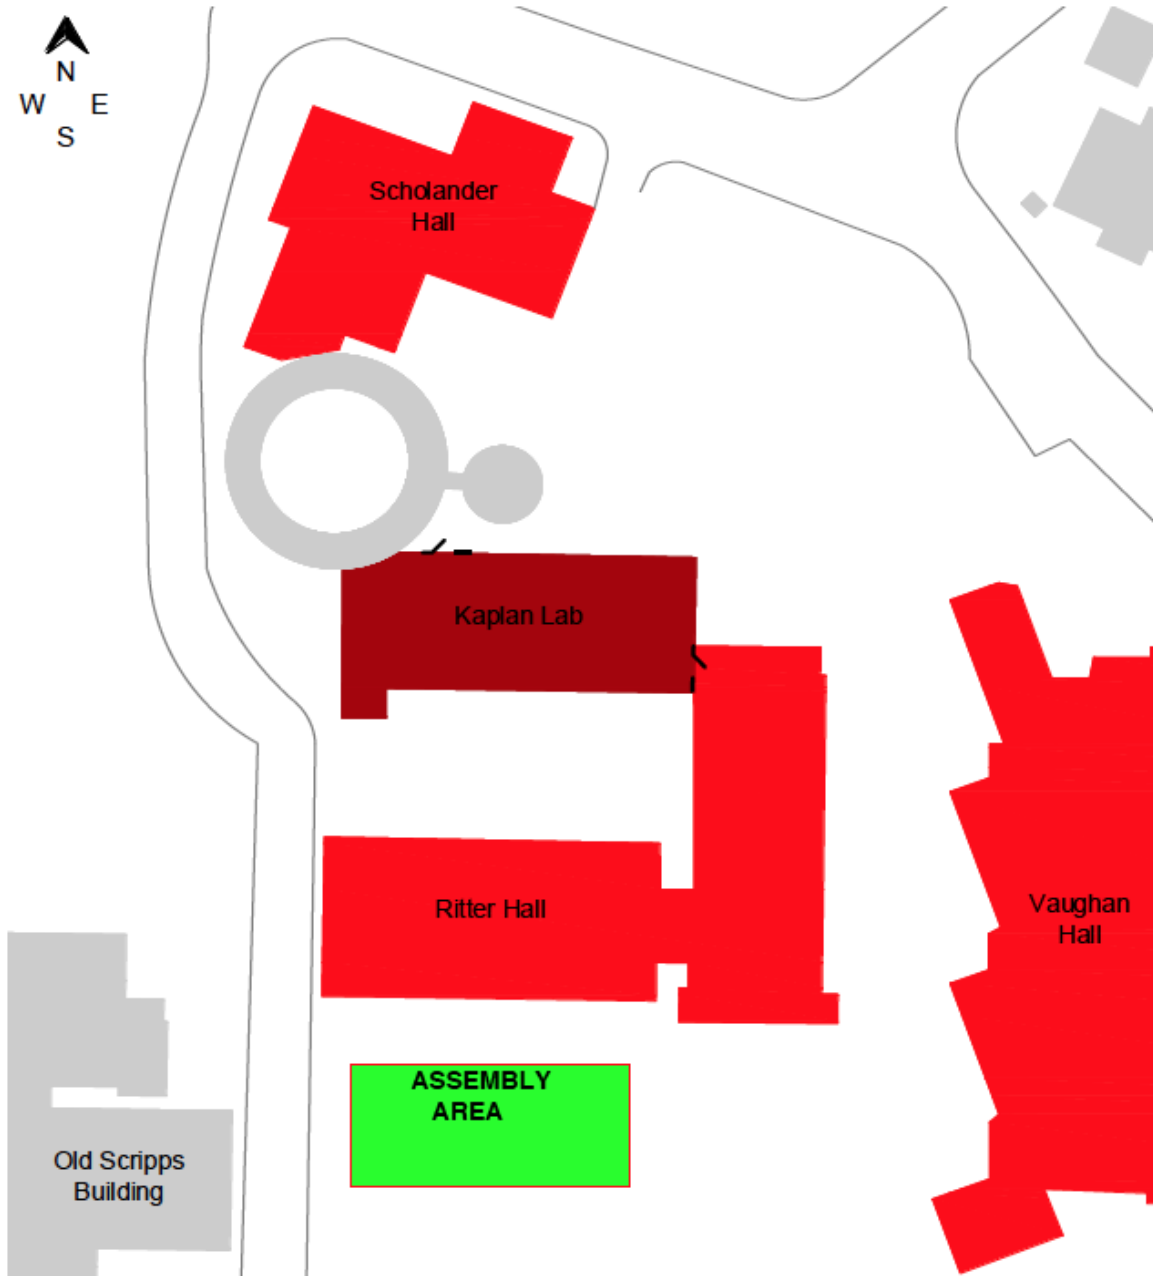 N
W E
S
Scholander
Hall
Kaplan Lab
Ritter Hall
Vaughan
Hall
ASSEMBLY
AREA
Old Scripps
Building